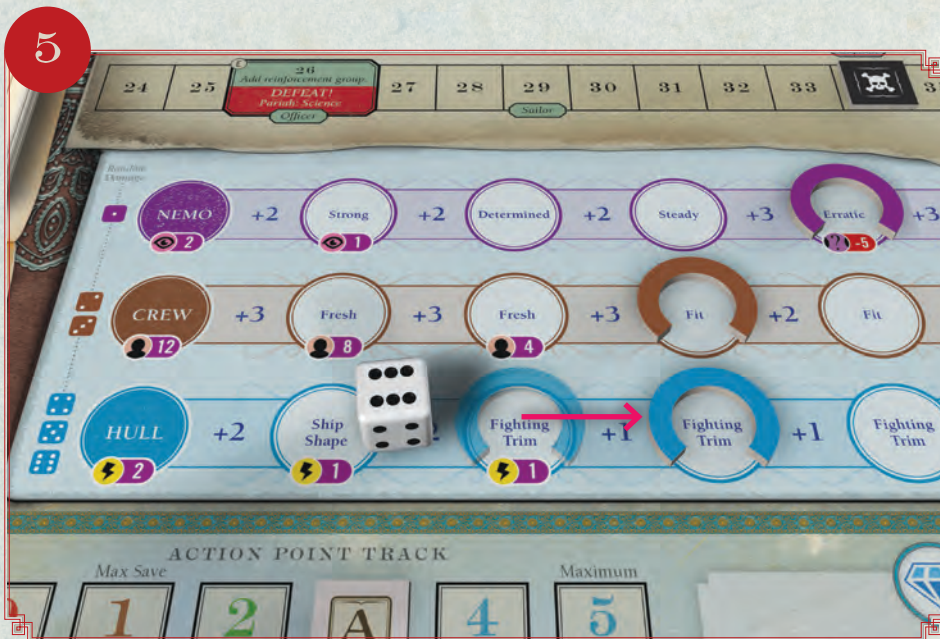 5
24 25 26 27 28 29 30 31 32 33
E
Add reinforcement group.
DEFEAT!
Pariah: Science
Officer
Sailor
Random
Damage
NEMO +2 Strong +2 Determined +2 Steady +3 Erratic +3
2 1 -5
CREW +3 Fresh +3 Fresh +3 Fit +2 Fit
12 8 4
HULL +2 Ship
Shape
Fighting
Trim +1 Fighting
Trim +1 Fighting
Trim
2 1 1
ACTION POINT TRACK
Max Save
Maximum
1 2 A 4 5